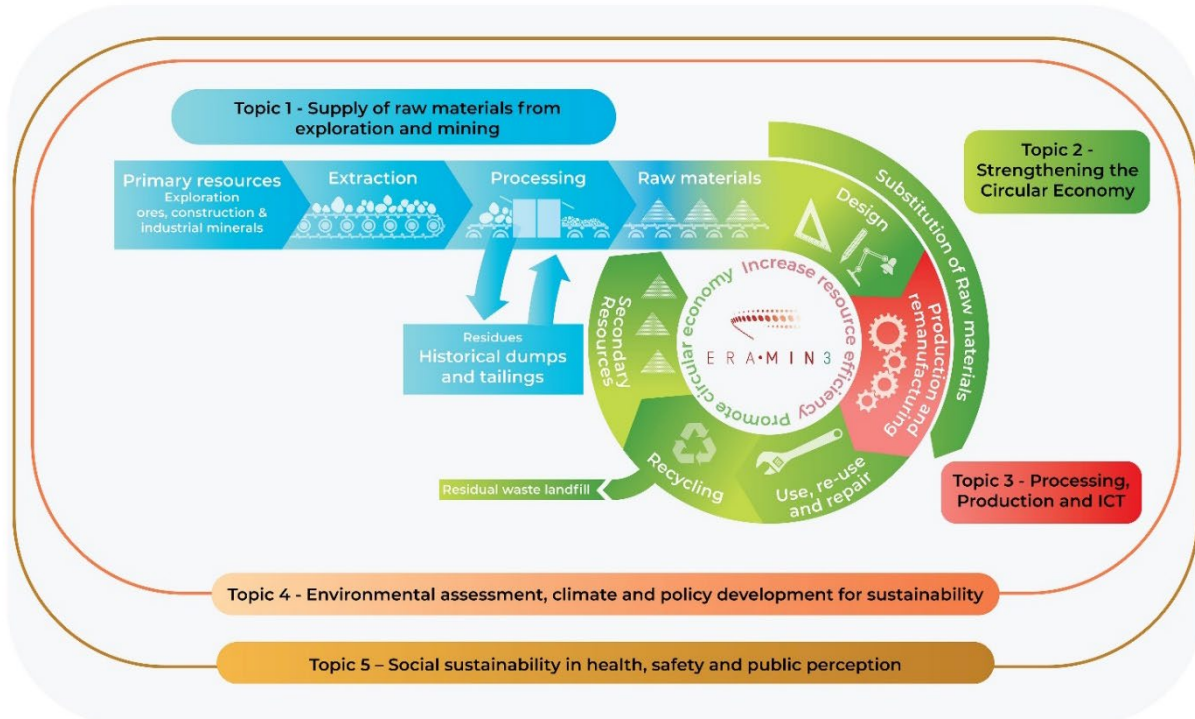 Topic 1 - Supply of raw materials from
exploration and mining
Topic 2 -
Strengthening the
Circular Economy
Primary resources
Exploration
ores, construction &
industrial minerals
Extraction
Processing
Raw materials
Design
Substitution of Raw materials
Production and
remanufacturing
Use, re-use
and repair
Recycling
Secondary
Resources
Increase resource efficiency
Promote circular economy
ERA•MIN3
Residues
Historical dumps
and tailings
Residual waste landfill
Topic 3 - Processing,
Production and ICT
Topic 4 - Environmental assessment, climate and policy development for sustainability
Topic 5 – Social sustainability in health, safety and public perception